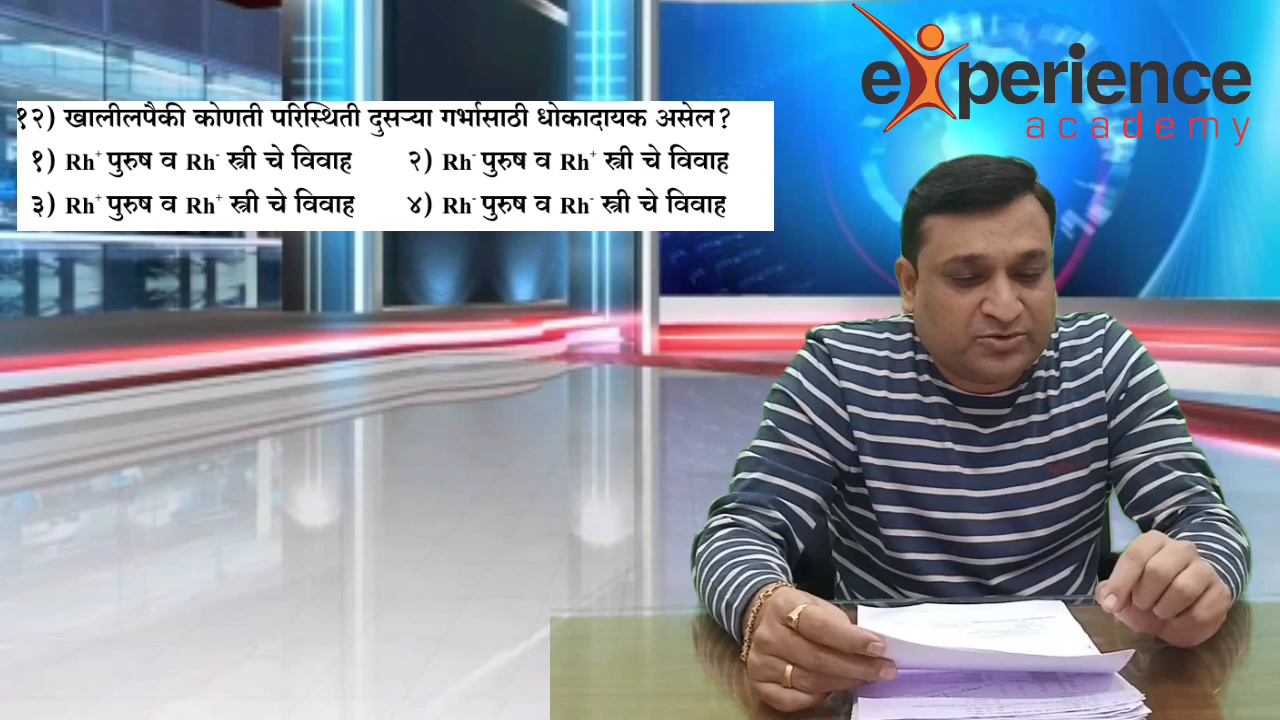 experience
academy
१२) खालीलपैकी कोणती परिस्थिती दुसऱ्या गर्भासाठी धोकादायक असेल?
१) Rh⁺ पुरुष व Rh⁻ स्त्री चे विवाह २) Rh⁻ पुरुष व Rh⁺ स्त्री चे विवाह
३) Rh⁺ पुरुष व Rh⁺ स्त्री चे विवाह ४) Rh⁻ पुरुष व Rh⁻ स्त्री चे विवाह